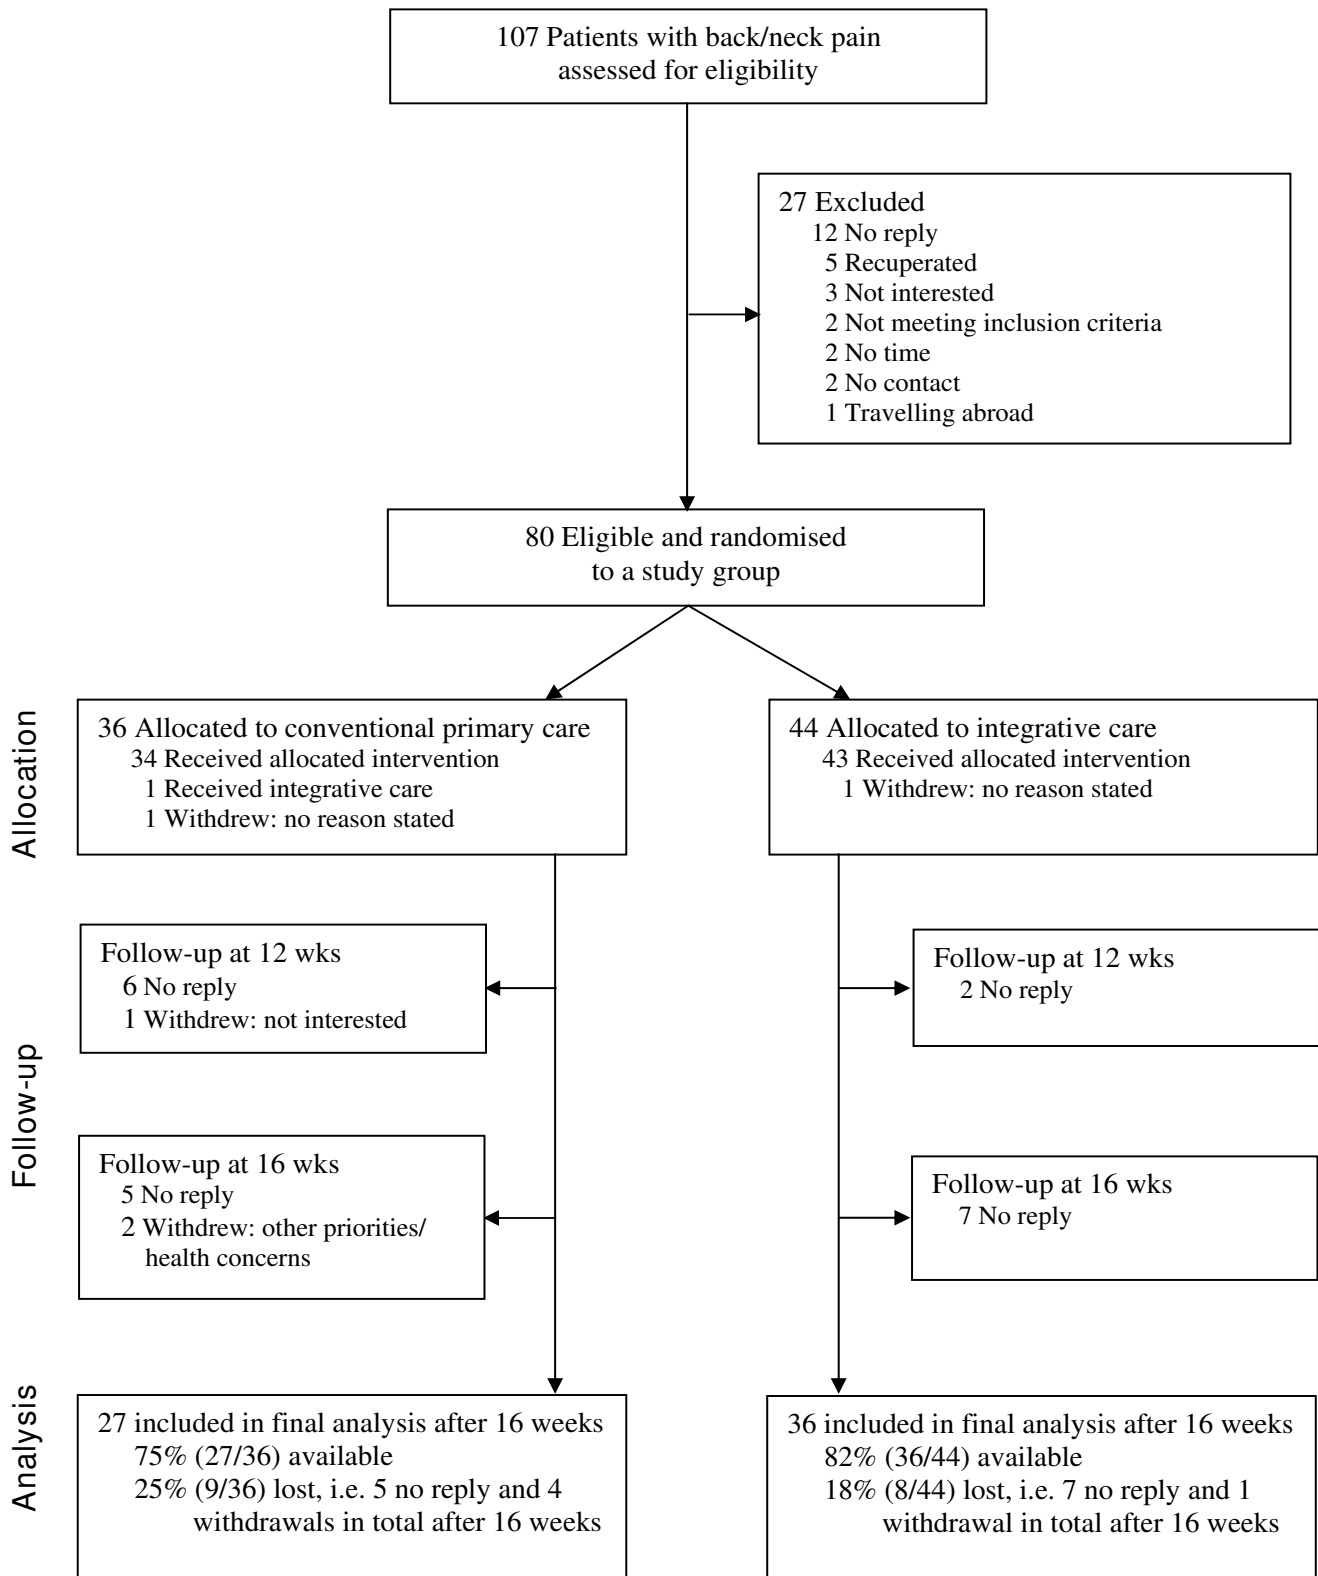 107 Patients with back/neck pain
assessed for eligibility
27 Excluded
12 No reply
5 Recuperated
3 Not interested
2 Not meeting inclusion criteria
2 No time
2 No contact
1 Travelling abroad
80 Eligible and randomised
to a study group
Allocation
36 Allocated to conventional primary care
34 Received allocated intervention
1 Received integrative care
1 Withdrew: no reason stated
44 Allocated to integrative care
43 Received allocated intervention
1 Withdrew: no reason stated
Follow-up
Follow-up at 12 wks
6 No reply
1 Withdrew: not interested
Follow-up at 12 wks
2 No reply
Follow-up at 16 wks
5 No reply
2 Withdrew: other priorities/
health concerns
Follow-up at 16 wks
7 No reply
Analysis
27 included in final analysis after 16 weeks
75% (27/36) available
25% (9/36) lost, i.e. 5 no reply and 4
withdrawals in total after 16 weeks
36 included in final analysis after 16 weeks
82% (36/44) available
18% (8/44) lost, i.e. 7 no reply and 1
withdrawal in total after 16 weeks